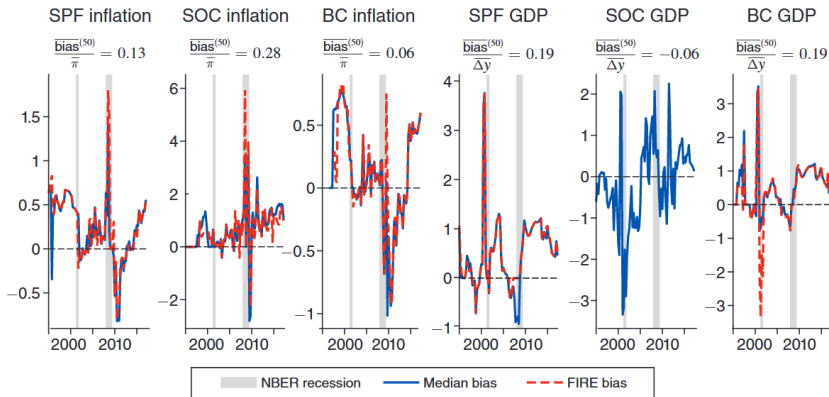 SPF inflation SOC inflation BC inflation SPF GDP SOC GDP BC GDP
bias(50)/π = 0.13 bias(50)/π = 0.28 bias(50)/π = 0.06 bias(50)/Δy = 0.19 bias(50)/Δy = −0.06 bias(50)/Δy = 0.19
1.5 1.0 0.5 0.0 −0.5
6 4 2 0 −2
0.5 0 −0.5 −1
4 3 2 1 0 −1
2 1 0 −1 −2 −3
3 2 1 0 −1 −2 −3
2000 2010 2000 2010 2000 2010 2000 2010 2000 2010 2000 2010
NBER recession Median bias FIRE bias